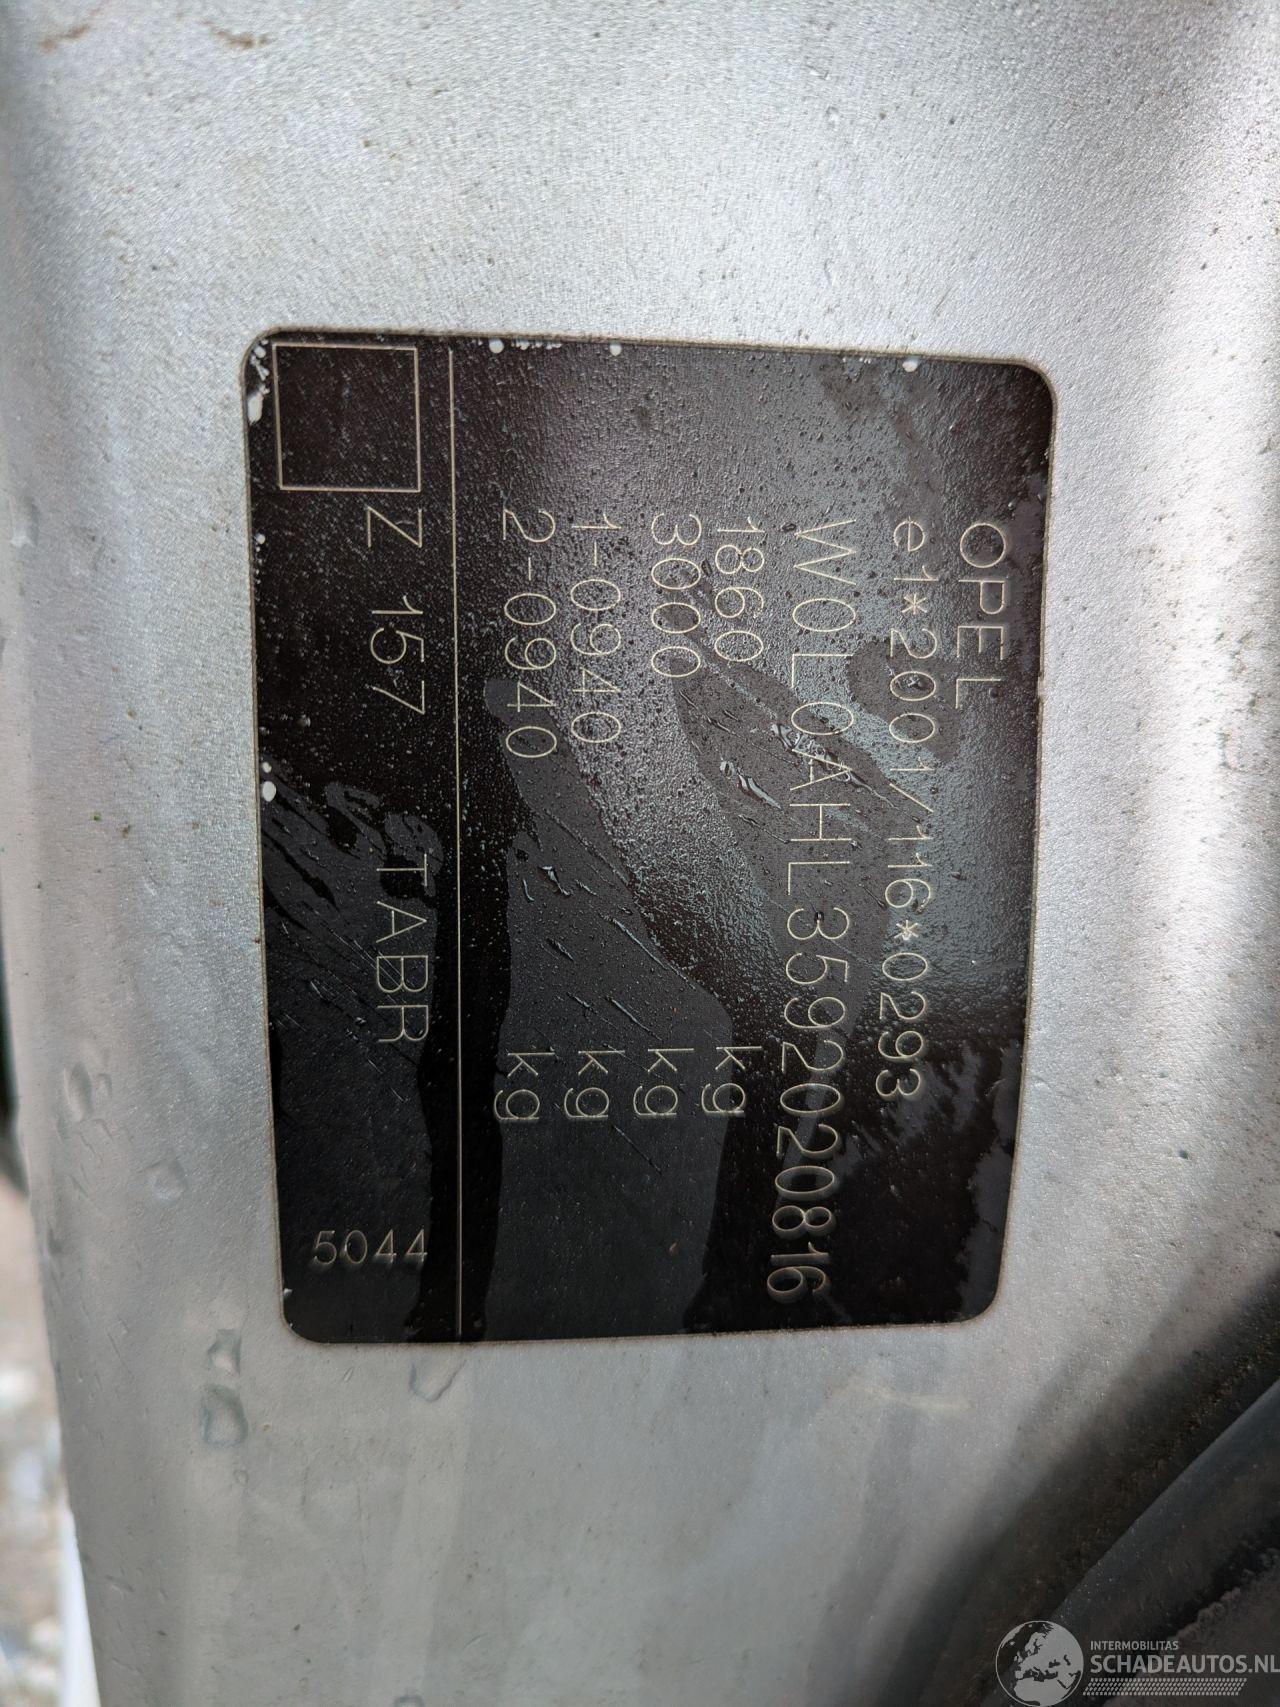 OPEL
e1*2001/116*0293
W0L0AHL3592020816
1860 kg
3000 kg
1-0940 kg
2-0940 kg
Z 157 TABR 5044
INTERMOBILITAS
SCHADEAUTOS.NL